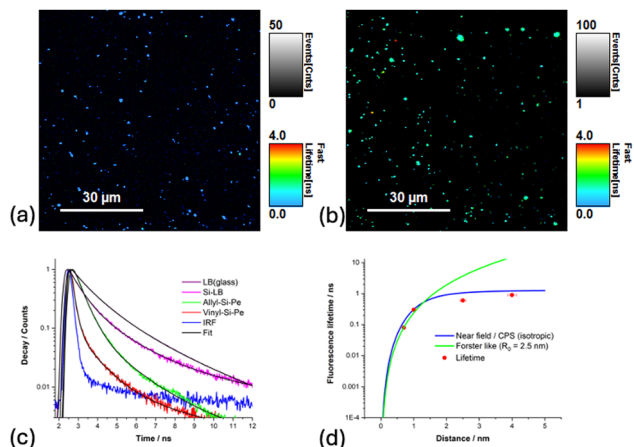 50
Events[Cnts]
0
4.0
Fast
Lifetime[ns]
0.0
30 µm
(a)
100
Events[Cnts]
1
4.0
Fast
Lifetime[ns]
0.0
30 µm
(b)
Decay / Counts
1
0.1
0.01
2 3 4 5 6 7 8 9 10 11 12
Time / ns
LB(glass)
Si-LB
Allyl-Si-Pe
Vinyl-Si-Pe
IRF
Fit
(c)
Fluorescence lifetime / ns
10
1
0.1
0.01
1E-3
1E-4
0 1 2 3 4 5
Distance / nm
Near field / CPS (isotropic)
Forster like (R₀ = 2.5 nm)
Lifetime
(d)